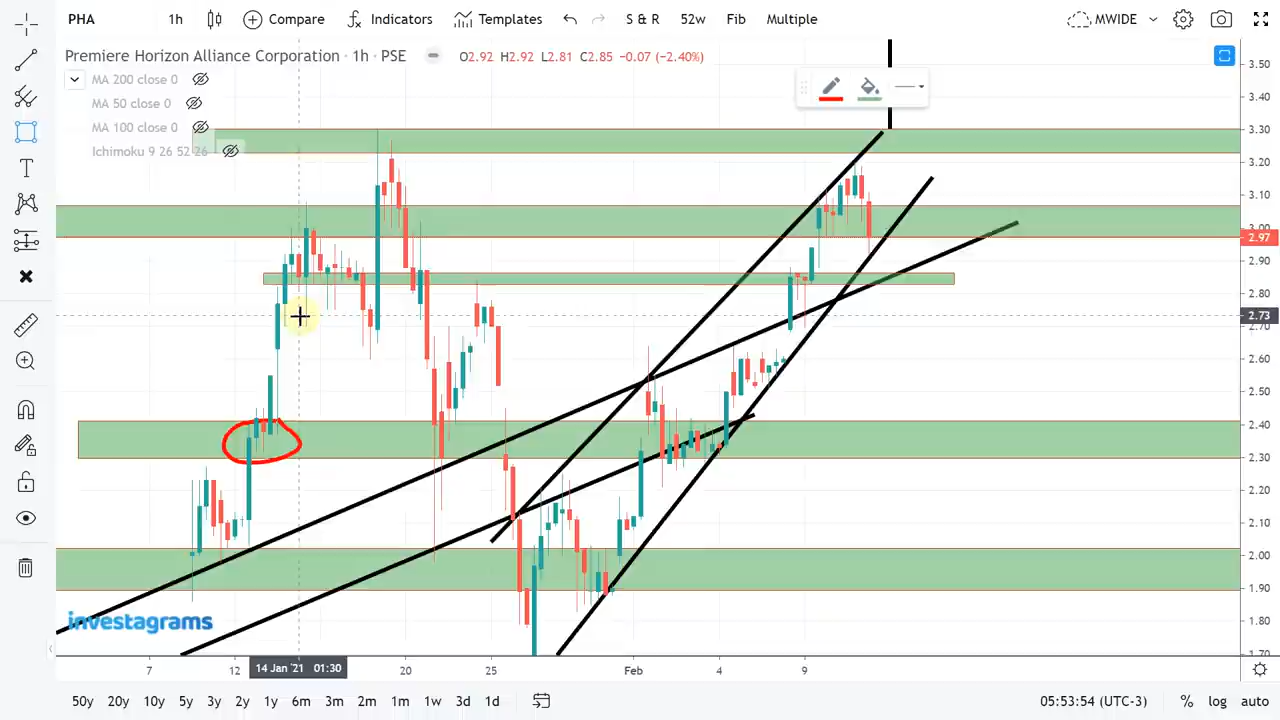 PHA 1h Compare Indicators Templates S & R 52w Fib Multiple MWIDE
Premiere Horizon Alliance Corporation · 1h · PSE O2.92 H2.92 L2.81 C2.85 −0.07 (−2.40%)
MA 200 close 0
MA 50 close 0
MA 100 close 0
Ichimoku 9 26 52 26
3.50
3.40
3.30
3.20
3.10
3.00
2.97
2.90
2.80
2.73
2.70
2.60
2.50
2.40
2.30
2.20
2.10
2.00
1.90
1.80
1.70
investagrams
7 12 14 Jan '21 01:30 20 25 Feb 4 9
50y 20y 10y 5y 3y 2y 1y 6m 3m 2m 1m 1w 3d 1d 05:53:54 (UTC-3) % log auto